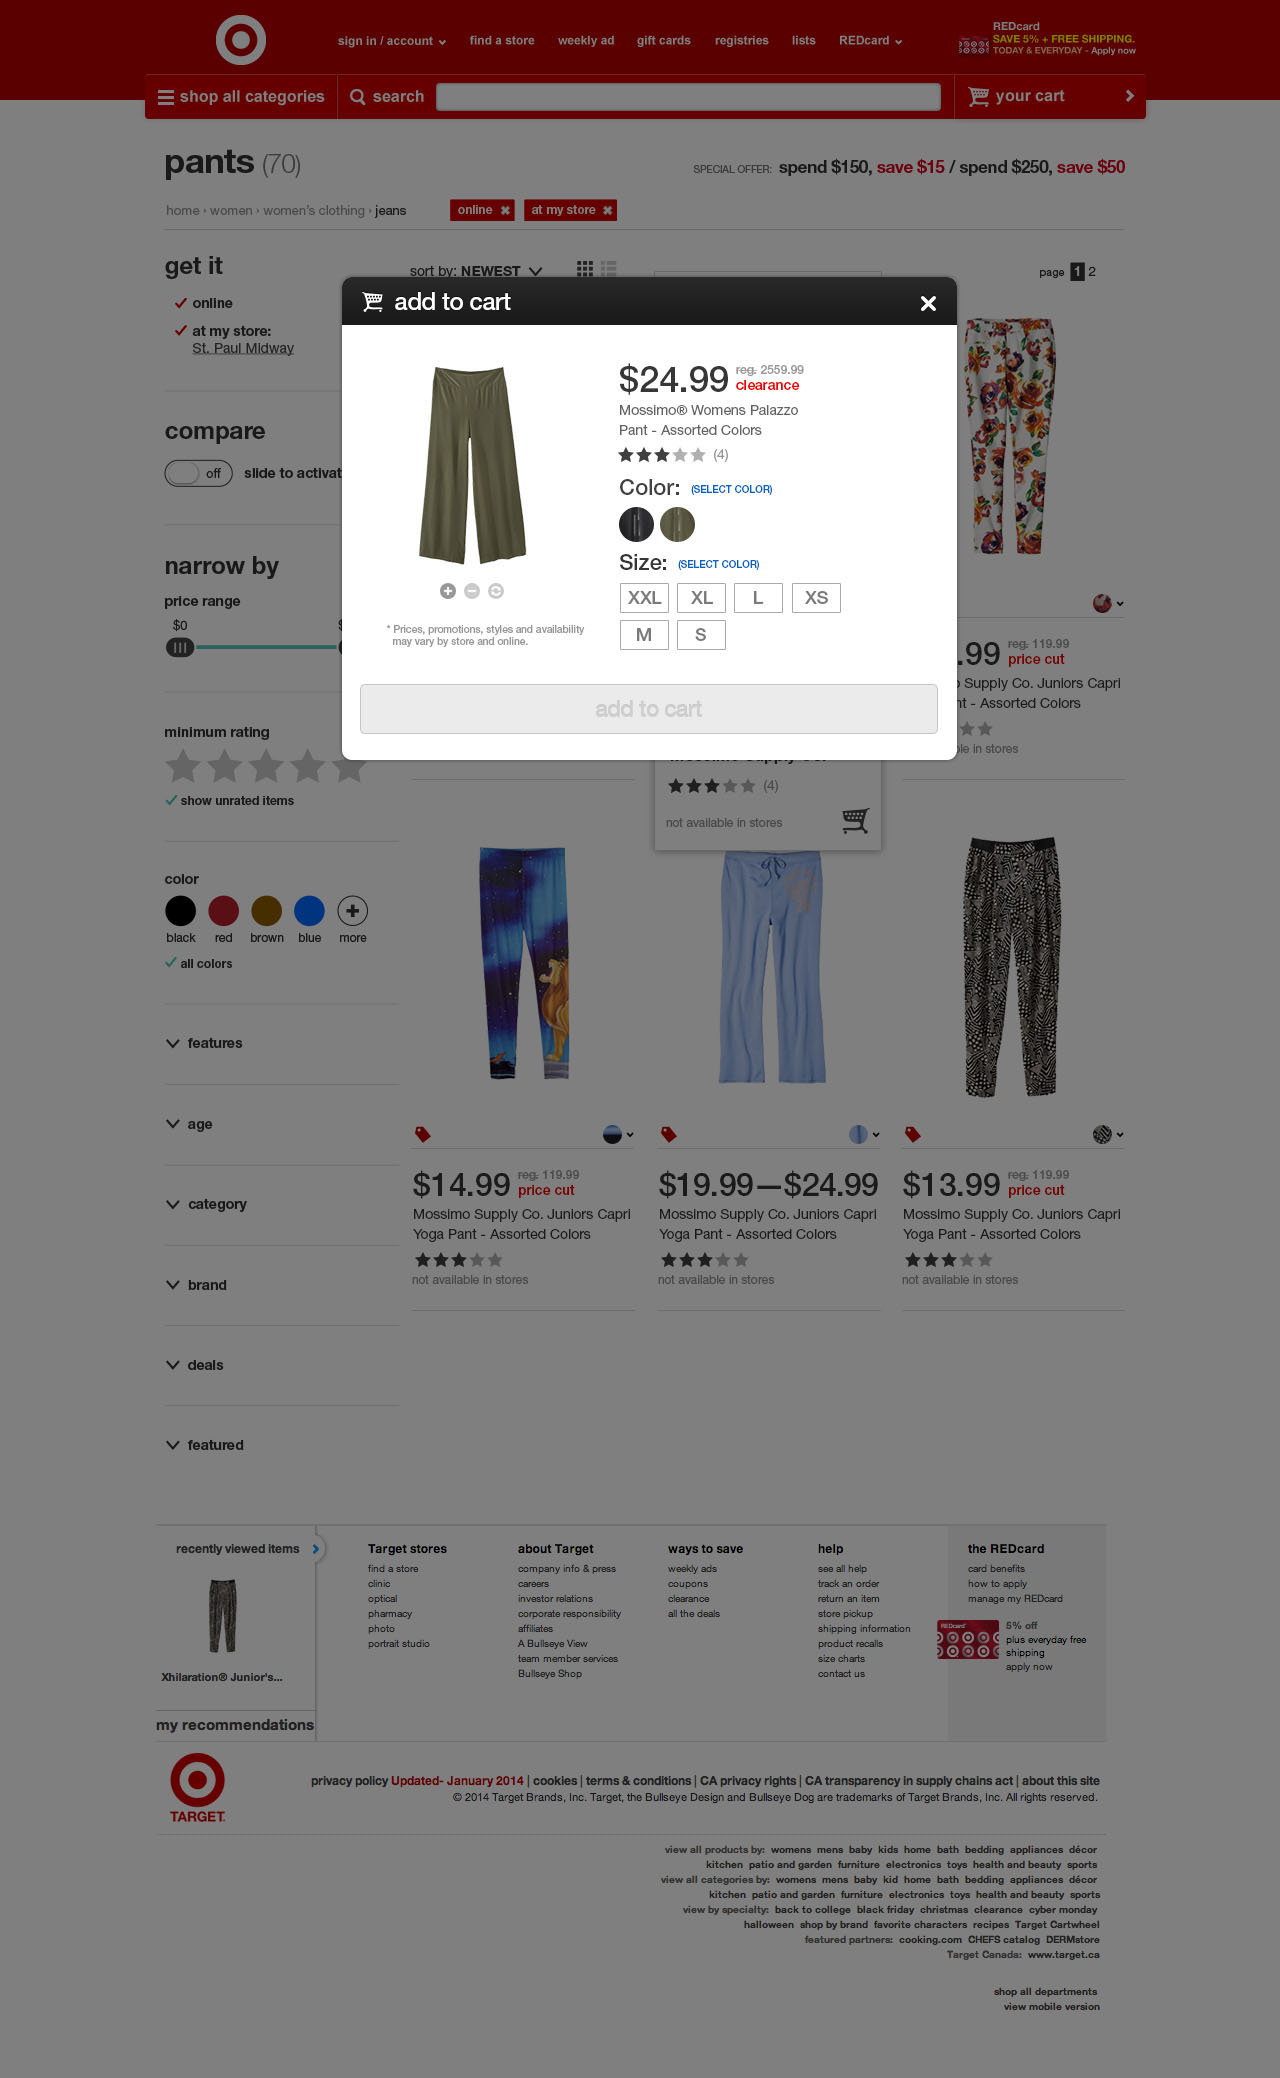 sign in / account
find a store
weekly ad
gift cards
registries
lists
REDcard
REDcard
SAVE 5% + FREE SHIPPING.
TODAY & EVERYDAY - Apply now
shop all categories
search
your cart
pants (70)
SPECIAL OFFER: spend $150, save $15 / spend $250, save $50
home › women › women's clothing › jeans
online
at my store
get it
sort by: NEWEST
page 1 2
online
at my store:
St. Paul Midway
compare
off
slide to activat
narrow by
price range
$0
add to cart
$24.99
reg. 2559.99
clearance
Mossimo® Womens Palazzo
Pant - Assorted Colors
(4)
Color: (SELECT COLOR)
Size: (SELECT COLOR)
XXL XL L XS
M S
* Prices, promotions, styles and availability
may vary by store and online.
add to cart
.99
reg. 119.99
price cut
Supply Co. Juniors Capri
nt - Assorted Colors
ble in stores
minimum rating
show unrated items
(4)
not available in stores
color
black red brown blue more
all colors
features
age
category
brand
deals
featured
$14.99
reg. 119.99
price cut
Mossimo Supply Co. Juniors Capri
Yoga Pant - Assorted Colors
not available in stores
$19.99—$24.99
Mossimo Supply Co. Juniors Capri
Yoga Pant - Assorted Colors
not available in stores
$13.99
reg. 119.99
price cut
Mossimo Supply Co. Juniors Capri
Yoga Pant - Assorted Colors
not available in stores
recently viewed items
Xhilaration® Junior's...
my recommendations
Target stores
find a store
clinic
optical
pharmacy
photo
portrait studio
about Target
company info & press
careers
investor relations
corporate responsibility
affiliates
A Bullseye View
team member services
Bullseye Shop
ways to save
weekly ads
coupons
clearance
all the deals
help
see all help
track an order
return an item
store pickup
shipping information
product recalls
size charts
contact us
the REDcard
card benefits
how to apply
manage my REDcard
REDcard
5% off
plus everyday free
shipping
apply now
TARGET
privacy policy Updated- January 2014 | cookies | terms & conditions | CA privacy rights | CA transparency in supply chains act | about this site
© 2014 Target Brands, Inc. Target, the Bullseye Design and Bullseye Dog are trademarks of Target Brands, Inc. All rights reserved.
view all products by: womens mens baby kids home bath bedding appliances décor
kitchen patio and garden furniture electronics toys health and beauty sports
view all categories by: womens mens baby kid home bath bedding appliances décor
kitchen patio and garden furniture electronics toys health and beauty sports
view by specialty: back to college black friday christmas clearance cyber monday
halloween shop by brand favorite characters recipes Target Cartwheel
featured partners: cooking.com CHEFS catalog DERMstore
Target Canada: www.target.ca
shop all departments
view mobile version